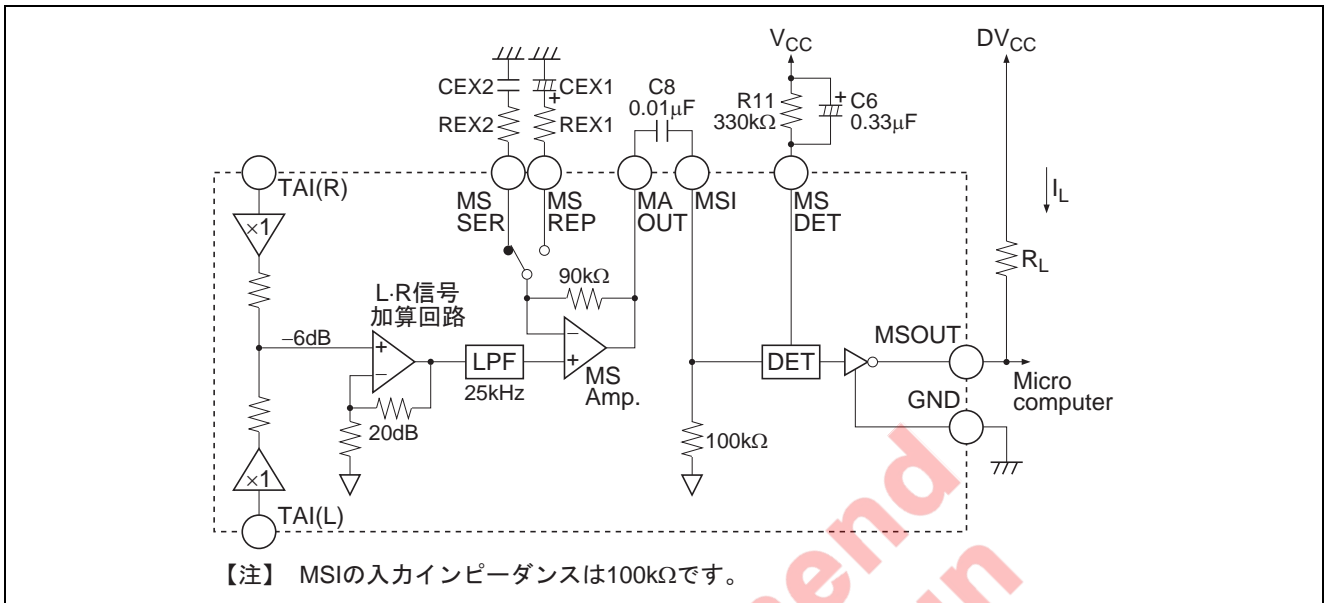 VCC
DVCC
CEX2
CEX1
+
REX2
REX1
C8
0.01μF
R11
330kΩ
+
C6
0.33μF
TAI(R)
MS
SER
MS
REP
MA
OUT
MSI
MS
DET
IL
RL
×1
90kΩ
L·R信号
加算回路
−6dB
+
−
LPF
25kHz
−
+
MS
Amp.
DET
MSOUT
Micro
computer
GND
20dB
100kΩ
×1
TAI(L)
【注】 MSIの入力インピーダンスは100kΩです。
end